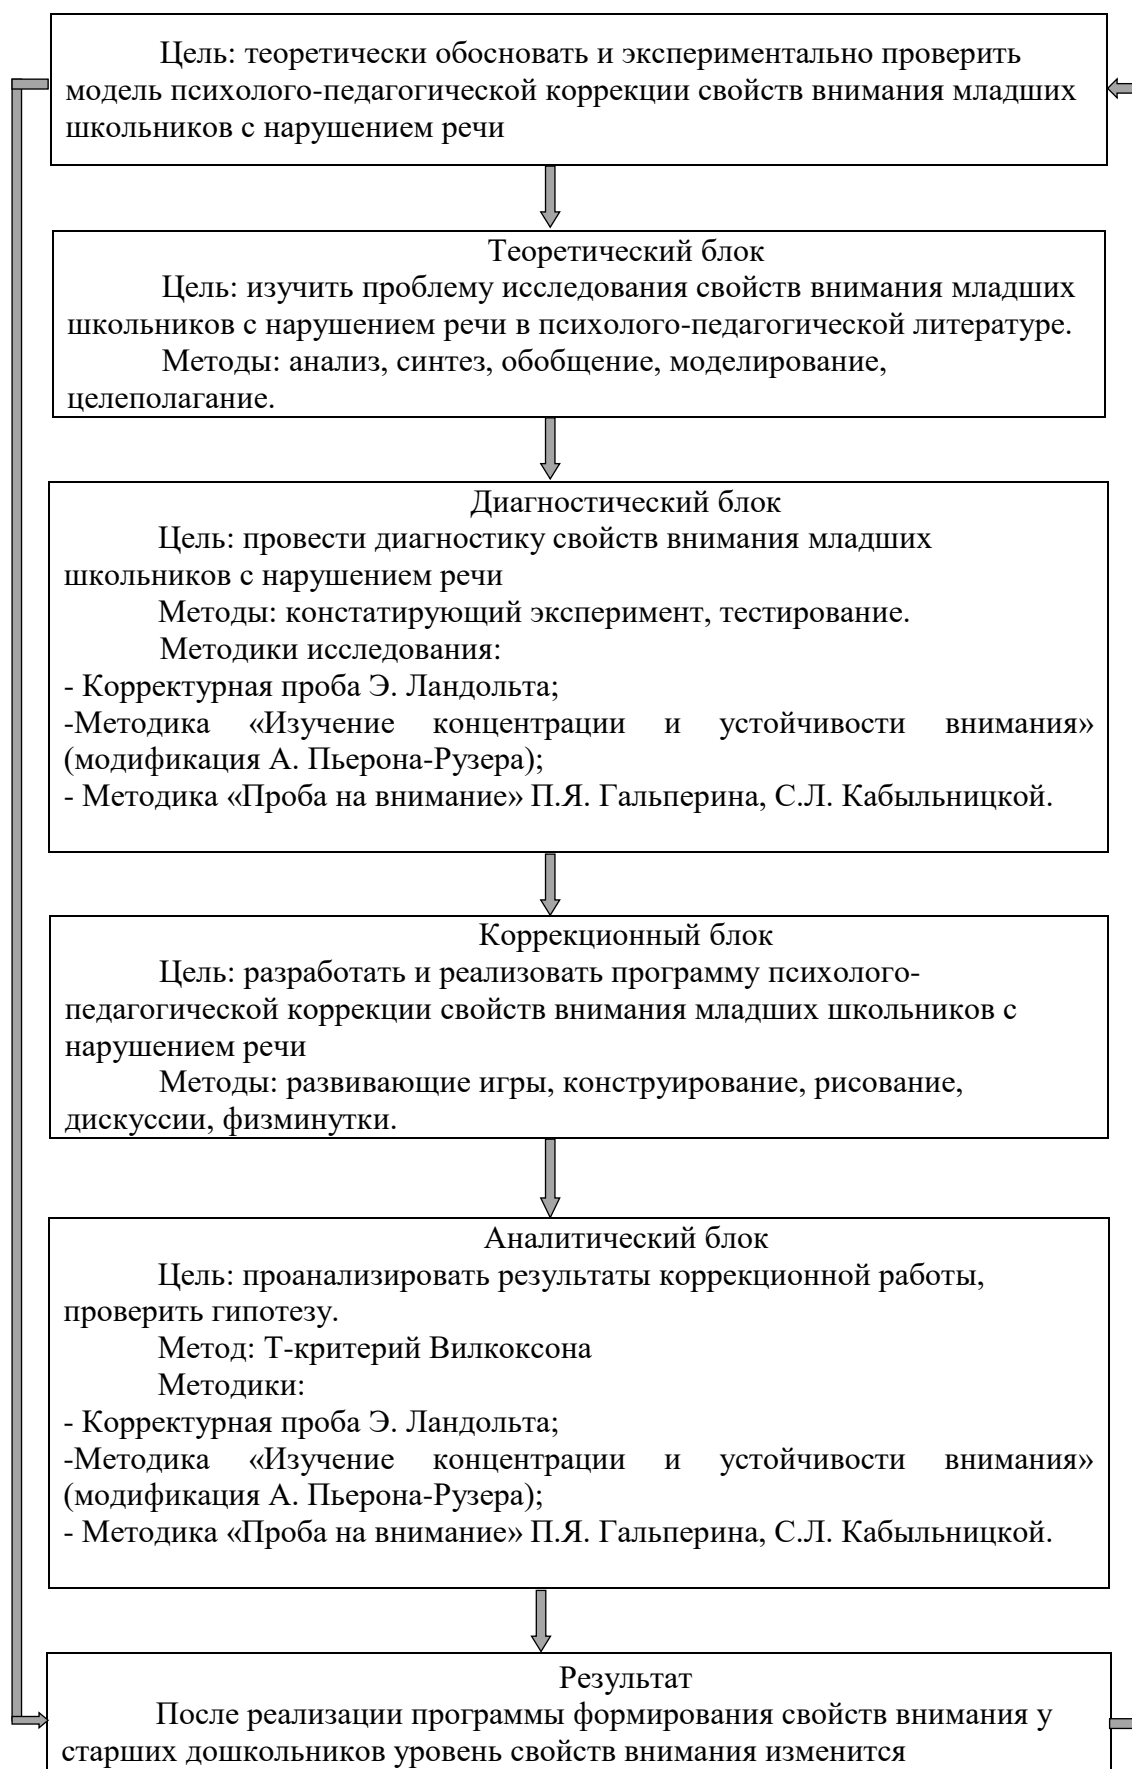 Цель: теоретически обосновать и экспериментально проверить
модель психолого-педагогической коррекции свойств внимания младших
школьников с нарушением речи
Теоретический блок
Цель: изучить проблему исследования свойств внимания младших
школьников с нарушением речи в психолого-педагогической литературе.
Методы: анализ, синтез, обобщение, моделирование,
целеполагание.
Диагностический блок
Цель: провести диагностику свойств внимания младших
школьников с нарушением речи
Методы: констатирующий эксперимент, тестирование.
Методики исследования:
- Корректурная проба Э. Ландольта;
-Методика «Изучение концентрации и устойчивости внимания»
(модификация А. Пьерона-Рузера);
- Методика «Проба на внимание» П.Я. Гальперина, С.Л. Кабыльницкой.
Коррекционный блок
Цель: разработать и реализовать программу психолого-
педагогической коррекции свойств внимания младших школьников с
нарушением речи
Методы: развивающие игры, конструирование, рисование,
дискуссии, физминутки.
Аналитический блок
Цель: проанализировать результаты коррекционной работы,
проверить гипотезу.
Метод: Т-критерий Вилкоксона
Методики:
- Корректурная проба Э. Ландольта;
-Методика «Изучение концентрации и устойчивости внимания»
(модификация А. Пьерона-Рузера);
- Методика «Проба на внимание» П.Я. Гальперина, С.Л. Кабыльницкой.
Результат
После реализации программы формирования свойств внимания у
старших дошкольников уровень свойств внимания изменится